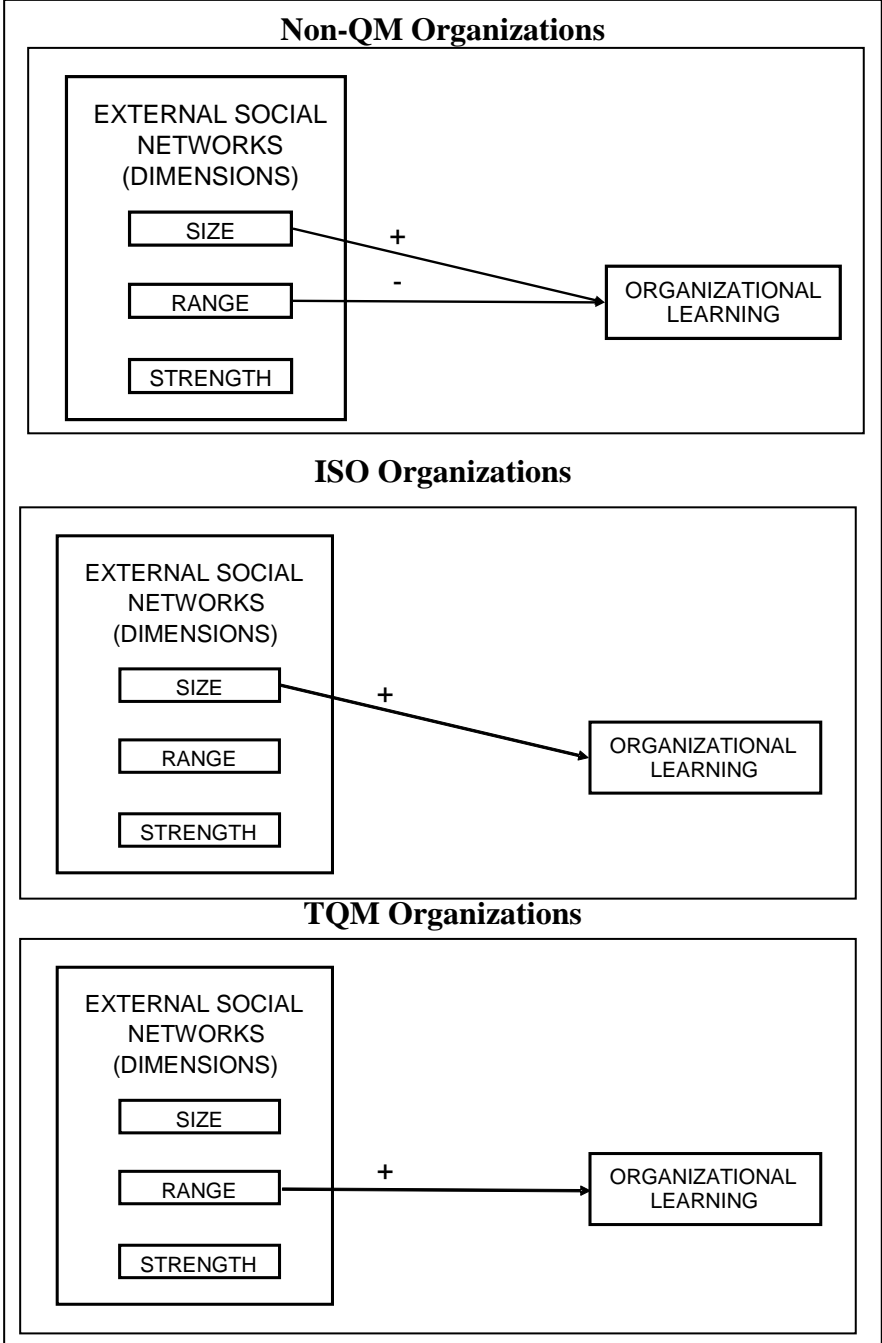 Non-QM Organizations
EXTERNAL SOCIAL
NETWORKS
(DIMENSIONS)
SIZE
+
RANGE
-
STRENGTH
ORGANIZATIONAL
LEARNING
ISO Organizations
EXTERNAL SOCIAL
NETWORKS
(DIMENSIONS)
SIZE
+
RANGE
STRENGTH
ORGANIZATIONAL
LEARNING
TQM Organizations
EXTERNAL SOCIAL
NETWORKS
(DIMENSIONS)
SIZE
RANGE
+
STRENGTH
ORGANIZATIONAL
LEARNING